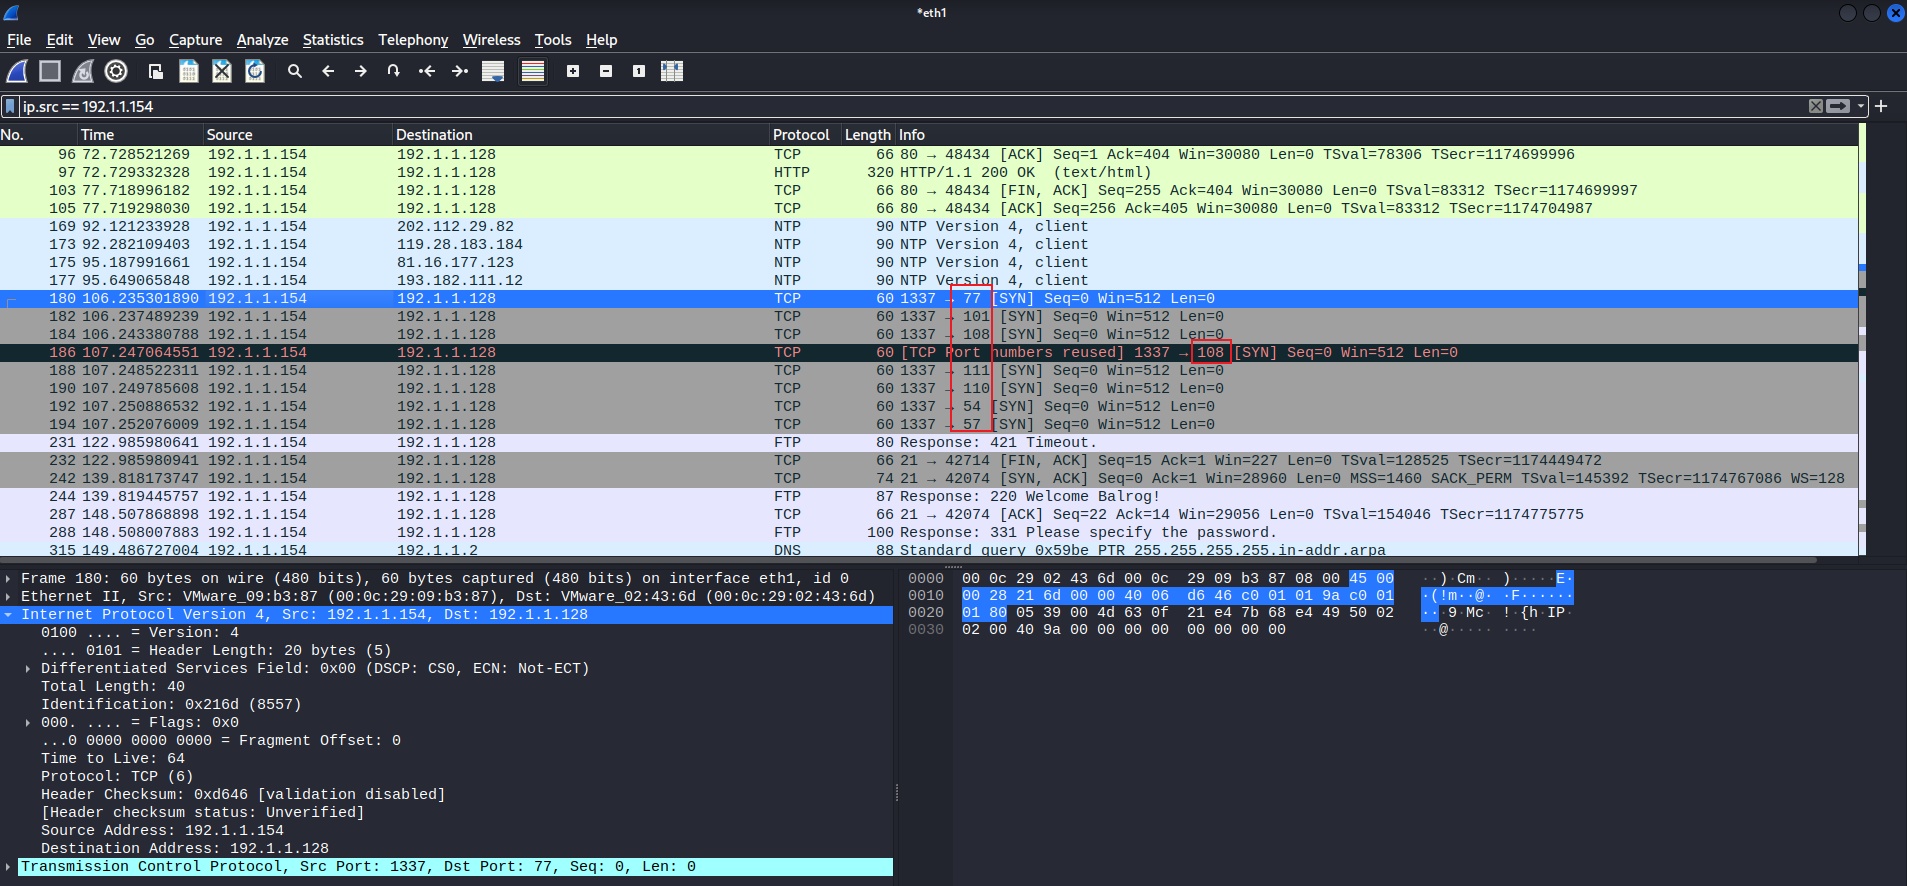 *eth1
File Edit View Go Capture Analyze Statistics Telephony Wireless Tools Help
ip.src == 192.1.1.154
No. Time Source Destination Protocol Length Info
96 72.728521269 192.1.1.154 192.1.1.128 TCP 66 80 → 48434 [ACK] Seq=1 Ack=404 Win=30080 Len=0 TSval=78306 TSecr=1174699996
97 72.729332328 192.1.1.154 192.1.1.128 HTTP 320 HTTP/1.1 200 OK (text/html)
103 77.718996182 192.1.1.154 192.1.1.128 TCP 66 80 → 48434 [FIN, ACK] Seq=255 Ack=404 Win=30080 Len=0 TSval=83312 TSecr=1174699997
105 77.719298030 192.1.1.154 192.1.1.128 TCP 66 80 → 48434 [ACK] Seq=256 Ack=405 Win=30080 Len=0 TSval=83312 TSecr=1174704987
169 92.121233928 192.1.1.154 202.112.29.82 NTP 90 NTP Version 4, client
173 92.282109403 192.1.1.154 119.28.183.184 NTP 90 NTP Version 4, client
175 95.187991661 192.1.1.154 81.16.177.123 NTP 90 NTP Version 4, client
177 95.649065848 192.1.1.154 193.182.111.12 NTP 90 NTP Version 4, client
180 106.235301890 192.1.1.154 192.1.1.128 TCP 60 1337 → 77 [SYN] Seq=0 Win=512 Len=0
182 106.237489239 192.1.1.154 192.1.1.128 TCP 60 1337 → 101 [SYN] Seq=0 Win=512 Len=0
184 106.243380788 192.1.1.154 192.1.1.128 TCP 60 1337 → 108 [SYN] Seq=0 Win=512 Len=0
186 107.247064551 192.1.1.154 192.1.1.128 TCP 60 [TCP Port numbers reused] 1337 → 108 [SYN] Seq=0 Win=512 Len=0
188 107.248522311 192.1.1.154 192.1.1.128 TCP 60 1337 → 111 [SYN] Seq=0 Win=512 Len=0
190 107.249785608 192.1.1.154 192.1.1.128 TCP 60 1337 → 110 [SYN] Seq=0 Win=512 Len=0
192 107.250886532 192.1.1.154 192.1.1.128 TCP 60 1337 → 54 [SYN] Seq=0 Win=512 Len=0
194 107.252076009 192.1.1.154 192.1.1.128 TCP 60 1337 → 57 [SYN] Seq=0 Win=512 Len=0
231 122.985980641 192.1.1.154 192.1.1.128 FTP 80 Response: 421 Timeout.
232 122.985980941 192.1.1.154 192.1.1.128 TCP 66 21 → 42714 [FIN, ACK] Seq=15 Ack=1 Win=227 Len=0 TSval=128525 TSecr=1174449472
242 139.818173747 192.1.1.154 192.1.1.128 TCP 74 21 → 42074 [SYN, ACK] Seq=0 Ack=1 Win=28960 Len=0 MSS=1460 SACK_PERM TSval=145392 TSecr=1174767086 WS=128
244 139.819445757 192.1.1.154 192.1.1.128 FTP 87 Response: 220 Welcome Balrog!
287 148.507868898 192.1.1.154 192.1.1.128 TCP 66 21 → 42074 [ACK] Seq=22 Ack=14 Win=29056 Len=0 TSval=154046 TSecr=1174775775
288 148.508007883 192.1.1.154 192.1.1.128 FTP 100 Response: 331 Please specify the password.
315 149.486727004 192.1.1.154 192.1.1.2 DNS 88 Standard query 0x59be PTR 255.255.255.255.in-addr.arpa
Frame 180: 60 bytes on wire (480 bits), 60 bytes captured (480 bits) on interface eth1, id 0
Ethernet II, Src: VMware_09:b3:87 (00:0c:29:09:b3:87), Dst: VMware_02:43:6d (00:0c:29:02:43:6d)
Internet Protocol Version 4, Src: 192.1.1.154, Dst: 192.1.1.128
0100 .... = Version: 4
.... 0101 = Header Length: 20 bytes (5)
Differentiated Services Field: 0x00 (DSCP: CS0, ECN: Not-ECT)
Total Length: 40
Identification: 0x216d (8557)
000. .... = Flags: 0x0
...0 0000 0000 0000 = Fragment Offset: 0
Time to Live: 64
Protocol: TCP (6)
Header Checksum: 0xd646 [validation disabled]
[Header checksum status: Unverified]
Source Address: 192.1.1.154
Destination Address: 192.1.1.128
Transmission Control Protocol, Src Port: 1337, Dst Port: 77, Seq: 0, Len: 0
0000 00 0c 29 02 43 6d 00 0c 29 09 b3 87 08 00 45 00 ··)·Cm·· )·····E·
0010 00 28 21 6d 00 00 40 06 d6 46 c0 01 01 9a c0 01 ·(!m··@· ·F······
0020 01 80 05 39 00 4d 63 0f 21 e4 7b 68 e4 49 50 02 ···9·Mc· !·{h·IP·
0030 02 00 40 9a 00 00 00 00 00 00 00 00 ··@····· ····